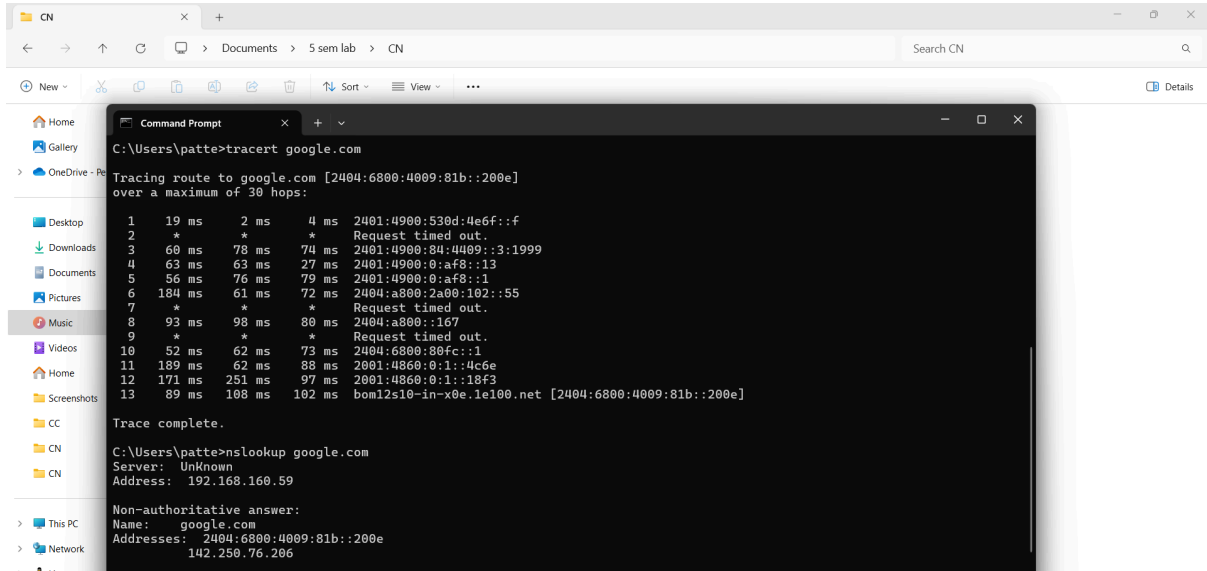 CN
Documents > 5 sem lab > CN
Search CN
New
Sort
View
Details
Home
Gallery
OneDrive - Pe
Desktop
Downloads
Documents
Pictures
Music
Videos
Home
Screenshots
CC
CN
CN
This PC
Network
Command Prompt
C:\Users\patte>tracert google.com
Tracing route to google.com [2404:6800:4009:81b::200e]
over a maximum of 30 hops:
1 19 ms 2 ms 4 ms 2401:4900:530d:4e6f::f
2 * * * Request timed out.
3 60 ms 78 ms 74 ms 2401:4900:84:4409::3:1999
4 63 ms 63 ms 27 ms 2401:4900:0:af8::13
5 56 ms 76 ms 79 ms 2401:4900:0:af8::1
6 184 ms 61 ms 72 ms 2404:a800:2a00:102::55
7 * * * Request timed out.
8 93 ms 98 ms 80 ms 2404:a800::167
9 * * * Request timed out.
10 52 ms 62 ms 73 ms 2404:6800:80fc::1
11 189 ms 62 ms 88 ms 2001:4860:0:1::4c6e
12 171 ms 251 ms 97 ms 2001:4860:0:1::18f3
13 89 ms 108 ms 102 ms bom12s10-in-x0e.1e100.net [2404:6800:4009:81b::200e]
Trace complete.
C:\Users\patte>nslookup google.com
Server: UnKnown
Address: 192.168.160.59
Non-authoritative answer:
Name: google.com
Addresses: 2404:6800:4009:81b::200e
142.250.76.206